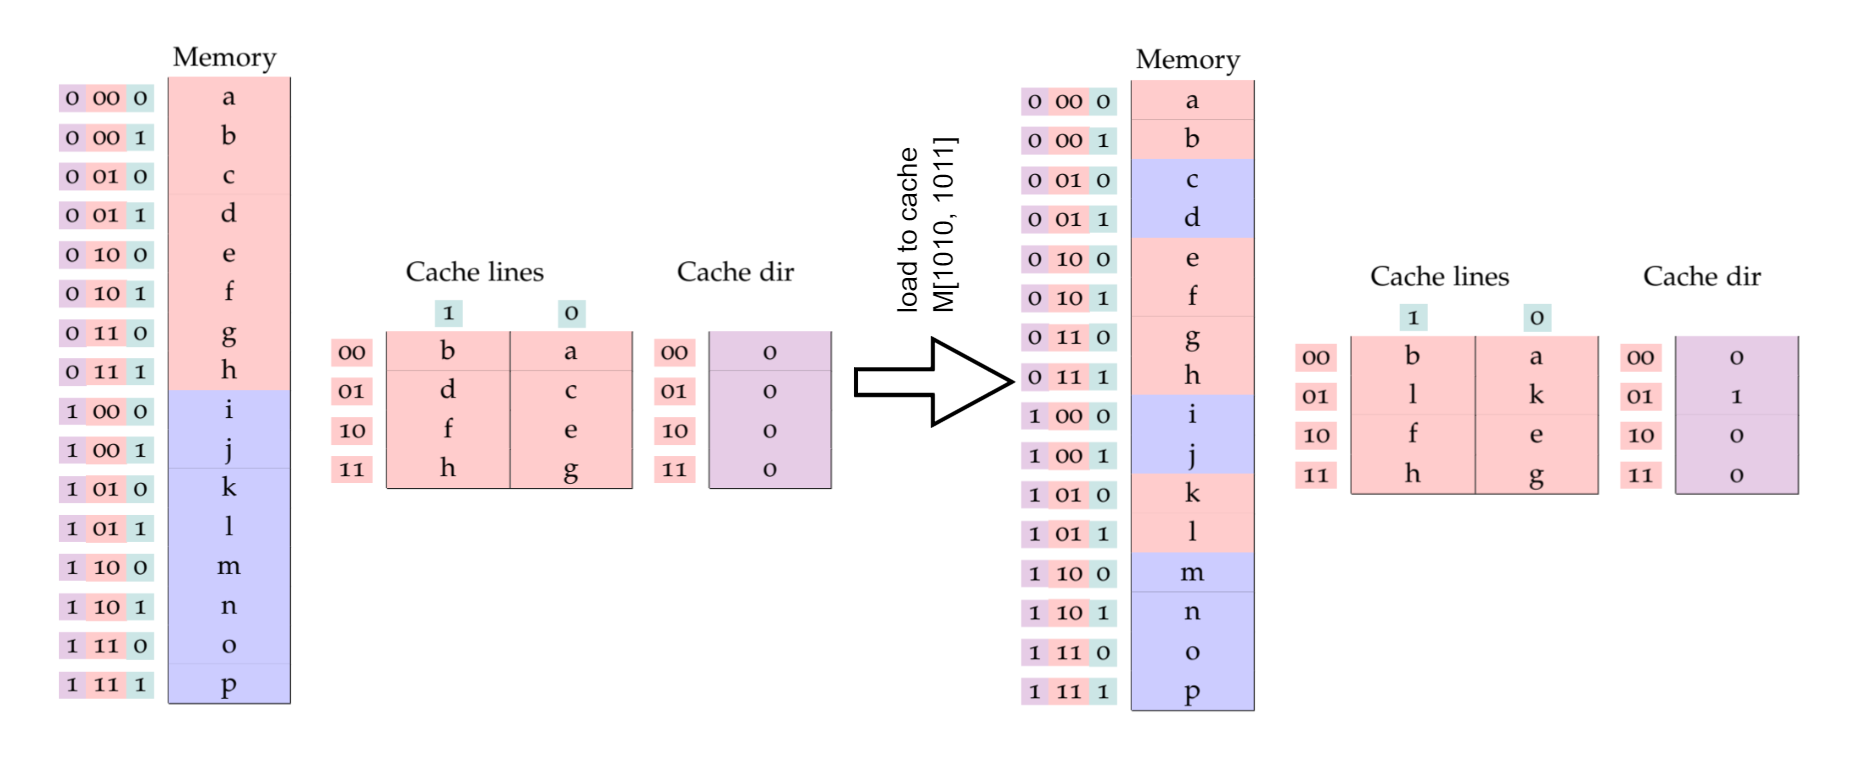 Memory
0 00 0 a
0 00 1 b
0 01 0 c
0 01 1 d
0 10 0 e
0 10 1 f
0 11 0 g
0 11 1 h
1 00 0 i
1 00 1 j
1 01 0 k
1 01 1 l
1 10 0 m
1 10 1 n
1 11 0 o
1 11 1 p
Cache lines
1 0
00 b a
01 d c
10 f e
11 h g
Cache dir
00 0
01 0
10 0
11 0
load to cache
M[1010, 1011]
Memory
0 00 0 a
0 00 1 b
0 01 0 c
0 01 1 d
0 10 0 e
0 10 1 f
0 11 0 g
0 11 1 h
1 00 0 i
1 00 1 j
1 01 0 k
1 01 1 l
1 10 0 m
1 10 1 n
1 11 0 o
1 11 1 p
Cache lines
1 0
00 b a
01 l k
10 f e
11 h g
Cache dir
00 0
01 1
10 0
11 0